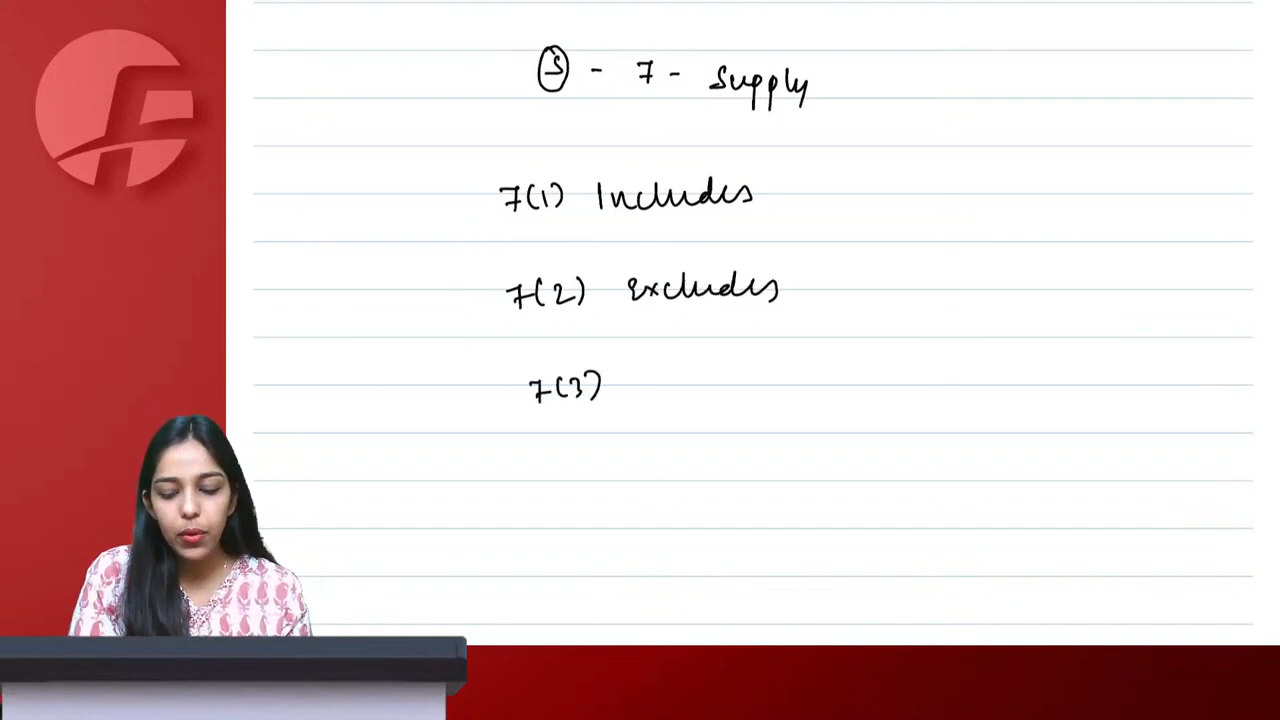 S - 7 - Supply
7(1) Includes
7(2) Excludes
7(3)